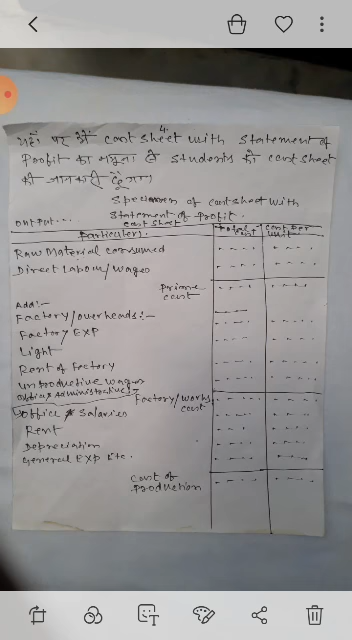 4.
यहाँ पर मैं cost sheet with statement of
Profit का नमूना से students को cost sheet
की जानकारी दूँगा।
Specimen of cost sheet with
Statement of Profit.
output... cost sheet
Particulers. Total cost cost Per unit
Raw Material consumed
Direct Labour/wages
Prime cost
Add:-
Factory/overheads:-
Factory EXP
Light
Rent of Factory
unproductive wages
Factory/works cost
office & Salaries
Rent
Depreciation
General EXP Etc.
cost of Production